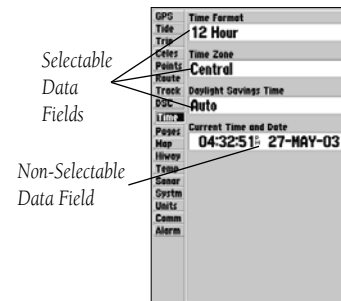 Selectable
Data
Fields
Non-Selectable
Data Field
GPS
Tide
Trip
Celes
Points
Route
Track
DSC
Time
Pages
Map
Hiway
Temp
Sonar
Systm
Units
Comm
Alarm
Time Format
12 Hour
Time Zone
Central
Daylight Savings Time
Auto
Current Time and Date
04:32:51 27-MAY-03